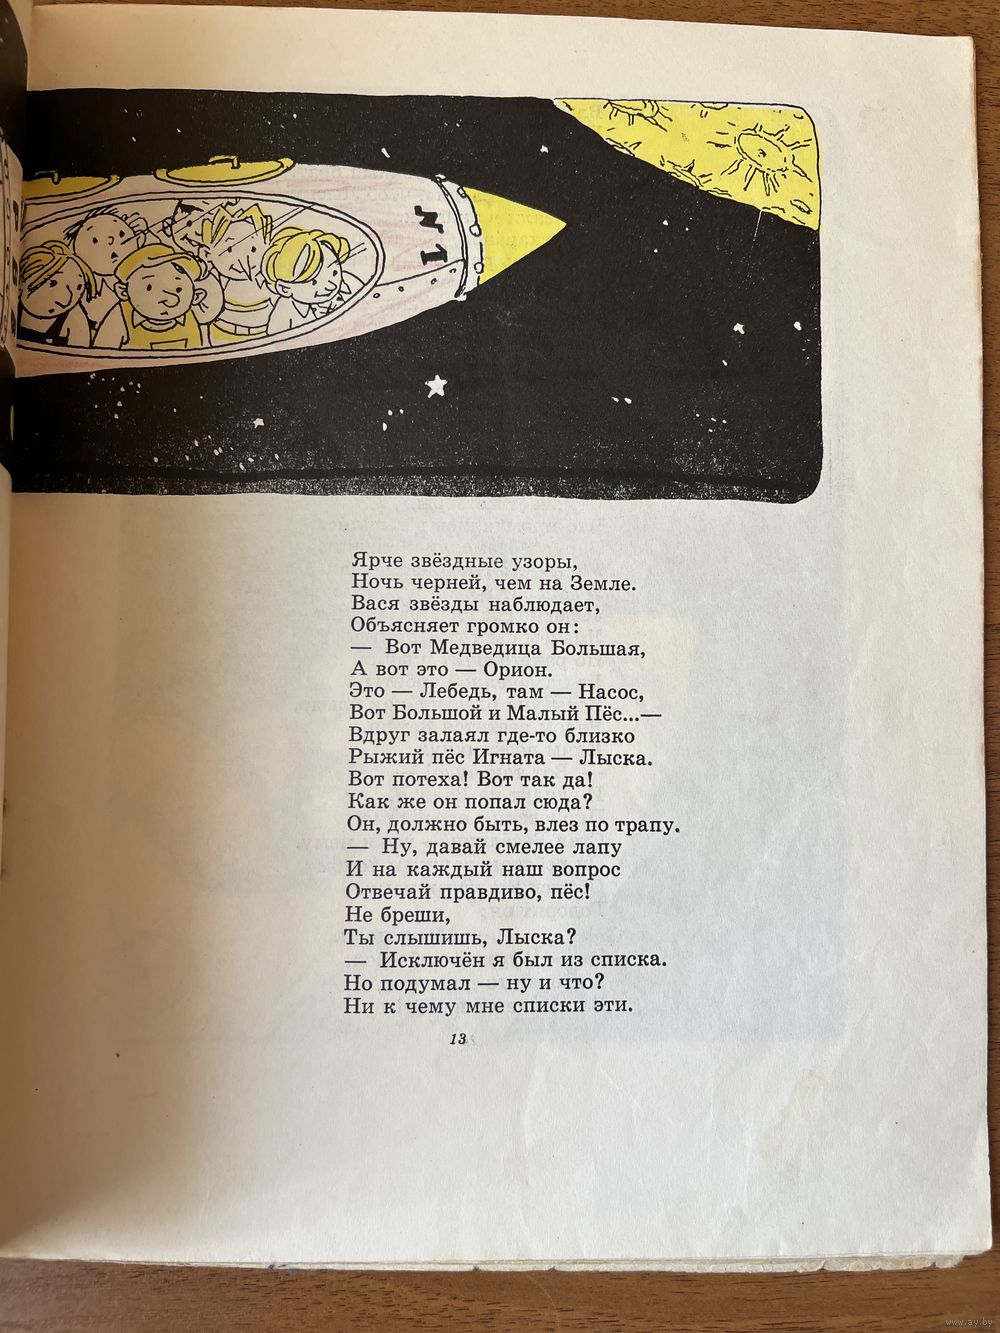 N 1
Ярче звёздные узоры,
Ночь черней, чем на Земле.
Вася звёзды наблюдает,
Объясняет громко он:
— Вот Медведица Большая,
А вот это — Орион.
Это — Лебедь, там — Насос,
Вот Большой и Малый Пёс...—
Вдруг залаял где-то близко
Рыжий пёс Игната — Лыска.
Вот потеха! Вот так да!
Как же он попал сюда?
Он, должно быть, влез по трапу.
— Ну, давай смелее лапу
И на каждый наш вопрос
Отвечай правдиво, пёс!
Не бреши,
Ты слышишь, Лыска?
— Исключён я был из списка.
Но подумал — ну и что?
Ни к чему мне списки эти.
13
www.ay.by